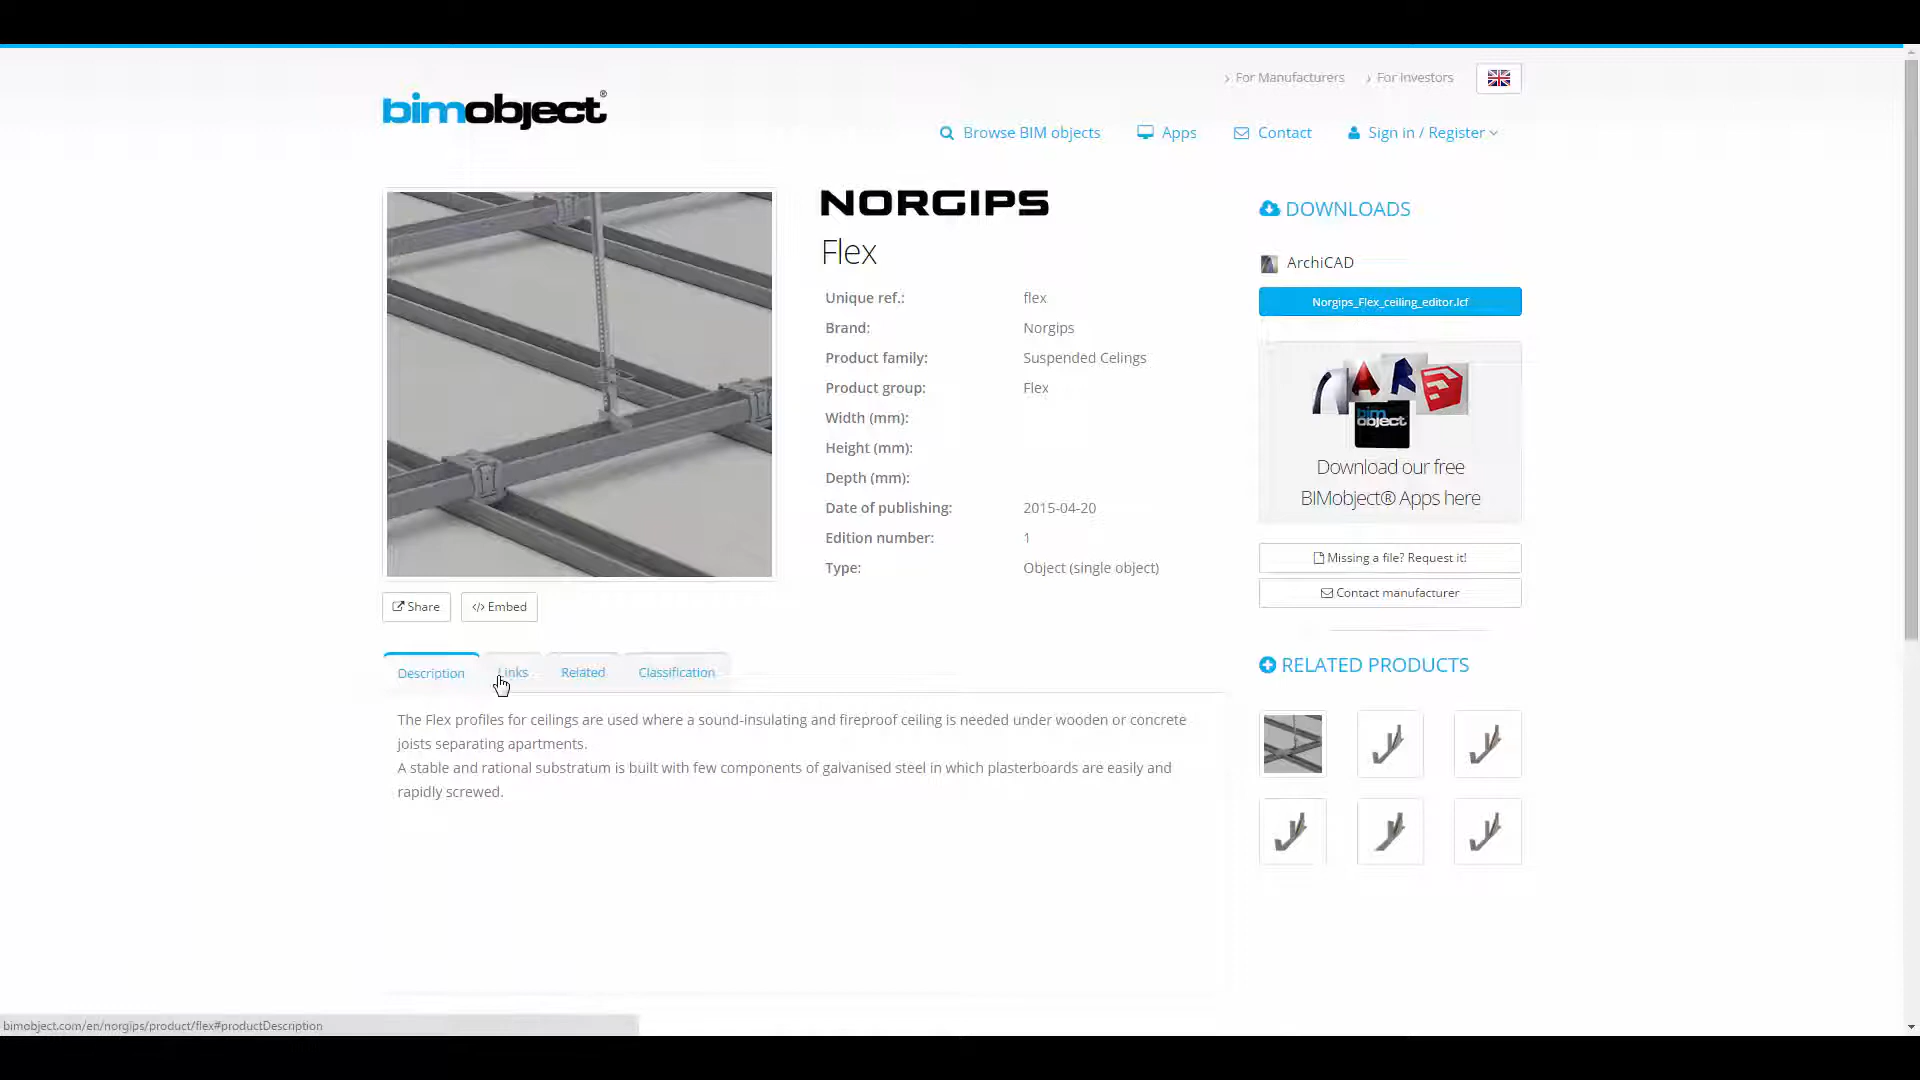 For Manufacturers
For Investors
bimobject®
Browse BIM objects
Apps
Contact
Sign in / Register
NORGIPS
Flex
Unique ref.: flex
Brand: Norgips
Product family: Suspended Celings
Product group: Flex
Width (mm):
Height (mm):
Depth (mm):
Date of publishing: 2015-04-20
Edition number: 1
Type: Object (single object)
DOWNLOADS
ArchiCAD
Norgips_Flex_ceiling_editor.lcf
bim
object
Download our free
BIMobject® Apps here
Missing a file? Request it!
Contact manufacturer
Share
</> Embed
Description
Links
Related
Classification
The Flex profiles for ceilings are used where a sound-insulating and fireproof ceiling is needed under wooden or concrete
joists separating apartments.
A stable and rational substratum is built with few components of galvanised steel in which plasterboards are easily and
rapidly screwed.
RELATED PRODUCTS
bimobject.com/en/norgips/product/flex#productDescription